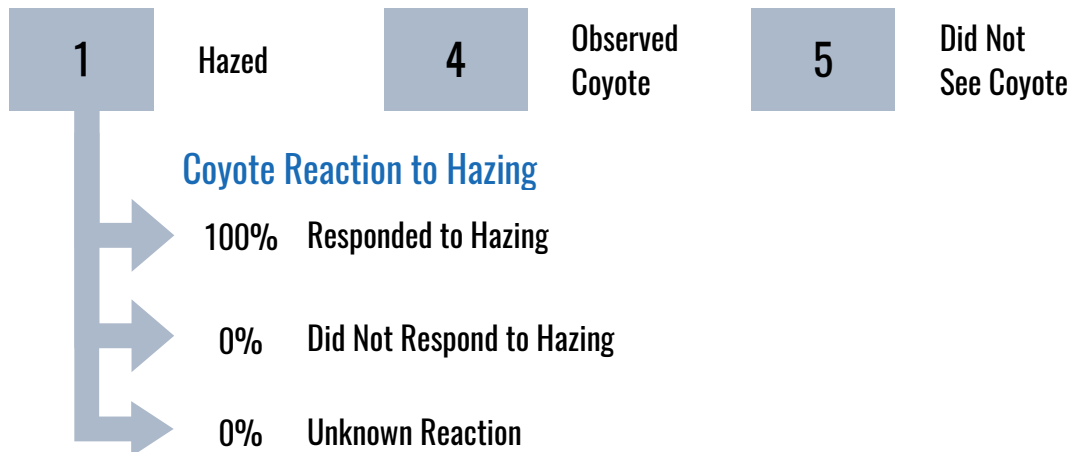 1 Hazed 4 Observed Coyote 5 Did Not See Coyote
Coyote Reaction to Hazing
100% Responded to Hazing
0% Did Not Respond to Hazing
0% Unknown Reaction